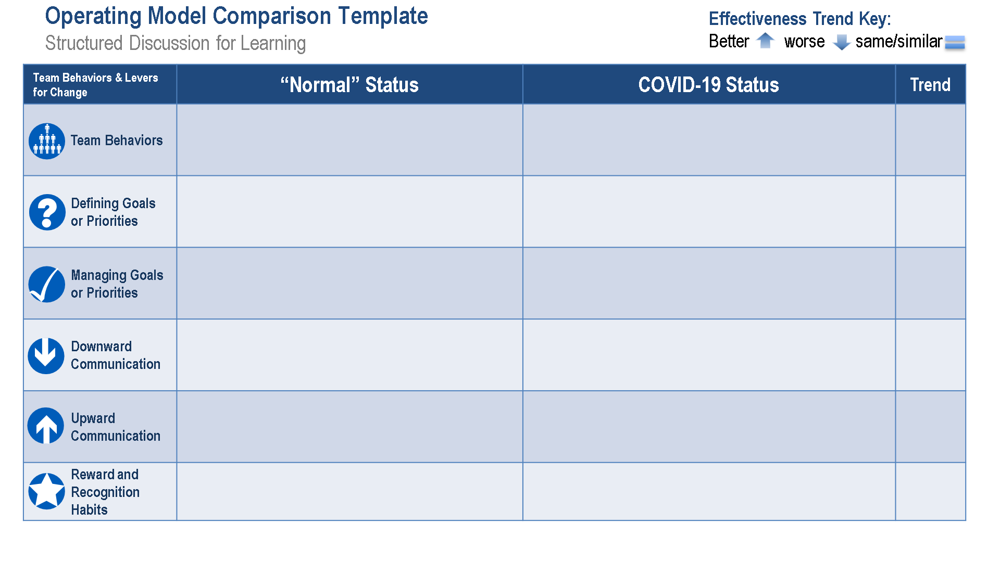 Operating Model Comparison Template
Structured Discussion for Learning
Effectiveness Trend Key:
Better worse same/similar
Team Behaviors & Levers
for Change
“Normal” Status
COVID-19 Status
Trend
Team Behaviors
Defining Goals
or Priorities
Managing Goals
or Priorities
Downward
Communication
Upward
Communication
Reward and
Recognition
Habits